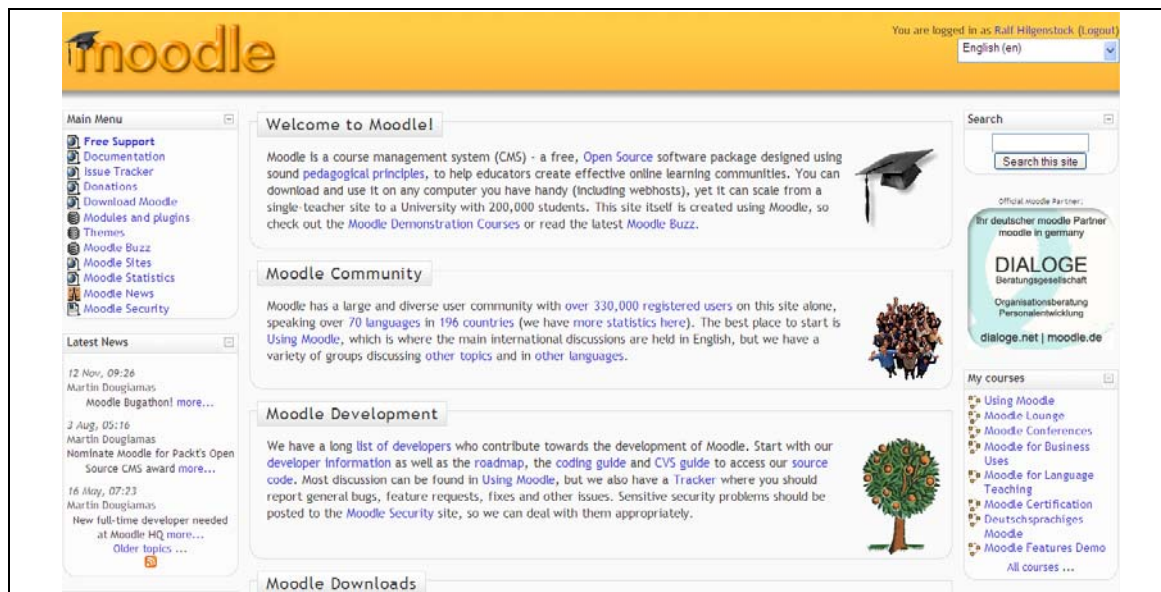 moodle
You are logged in as Ralf Hilgenstock (Logout)
English (en)
Main Menu
Free Support
Documentation
Issue Tracker
Donations
Download Moodle
Modules and plugins
Themes
Moodle Buzz
Moodle Sites
Moodle Statistics
Moodle News
Moodle Security
Latest News
12 Nov, 09:26
Martin Dougiamas
Moodle Bugathon! more...
3 Aug, 05:16
Martin Dougiamas
Nominate Moodle for Packt's Open
Source CMS award more...
16 May, 07:23
Martin Dougiamas
New full-time developer needed
at Moodle HQ more...
Older topics ...
Welcome to Moodle!
Moodle is a course management system (CMS) - a free, Open Source software package designed using
sound pedagogical principles, to help educators create effective online learning communities. You can
download and use it on any computer you have handy (including webhosts), yet it can scale from a
single-teacher site to a University with 200,000 students. This site itself is created using Moodle, so
check out the Moodle Demonstration Courses or read the latest Moodle Buzz.
Moodle Community
Moodle has a large and diverse user community with over 330,000 registered users on this site alone,
speaking over 70 languages in 196 countries (we have more statistics here). The best place to start is
Using Moodle, which is where the main international discussions are held in English, but we have a
variety of groups discussing other topics and in other languages.
Moodle Development
We have a long list of developers who contribute towards the development of Moodle. Start with our
developer information as well as the roadmap, the coding guide and CVS guide to access our source
code. Most discussion can be found in Using Moodle, but we also have a Tracker where you should
report general bugs, feature requests, fixes and other issues. Sensitive security problems should be
posted to the Moodle Security site, so we can deal with them appropriately.
Moodle Downloads
Search
Search this site
Official Moodle Partner:
Ihr deutscher moodle Partner
moodle in germany
DIALOGE
Beratungsgesellschaft
Organisationsberatung
Personalentwicklung
dialoge.net | moodle.de
My courses
Using Moodle
Moodle Lounge
Moodle Conferences
Moodle for Business
Uses
Moodle for Language
Teaching
Moodle Certification
Deutschsprachiges
Moodle
Moodle Features Demo
All courses ...